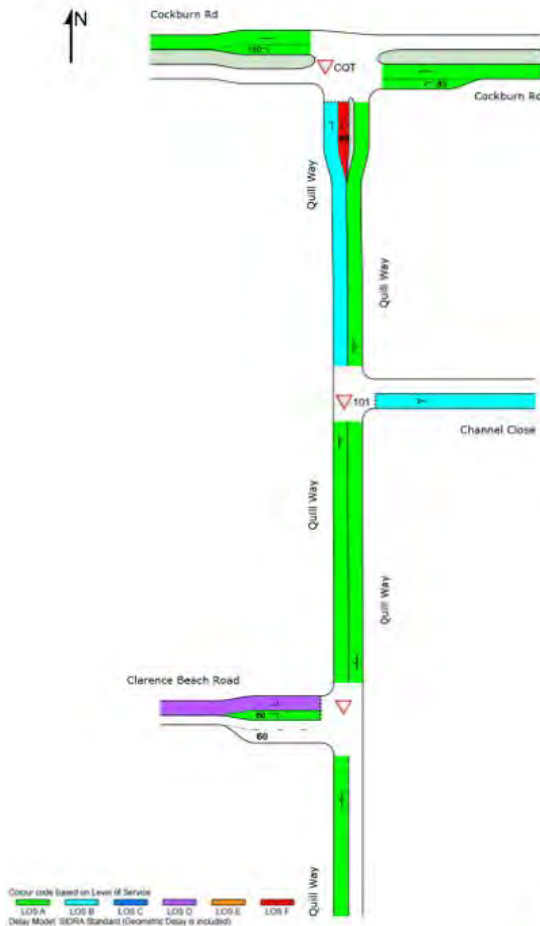 Cockburn Rd
N
CQT
Cockburn Rd
Quill Way
Quill Way
101
Channel Close
Quill Way
Quill Way
Clarence Beach Road
60
60
Quill Way
Colour code based on Level of Service
LOS A LOS B LOS C LOS D LOS E LOS F
Delay Model: SIDRA Standard (Geometric Delay is included)